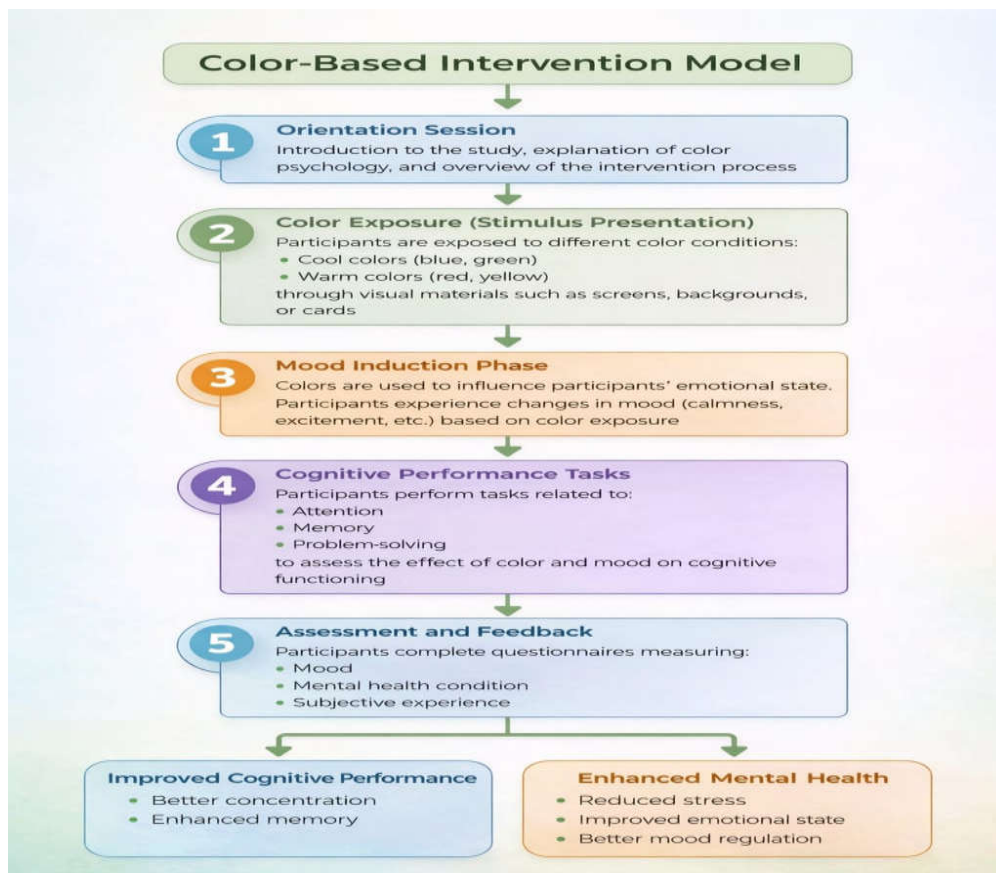 Color-Based Intervention Model
1
Orientation Session
Introduction to the study, explanation of color
psychology, and overview of the intervention process
2
Color Exposure (Stimulus Presentation)
Participants are exposed to different color conditions:
• Cool colors (blue, green)
• Warm colors (red, yellow)
through visual materials such as screens, backgrounds,
or cards
3
Mood Induction Phase
Colors are used to influence participants’ emotional state.
Participants experience changes in mood (calmness,
excitement, etc.) based on color exposure
4
Cognitive Performance Tasks
Participants perform tasks related to:
• Attention
• Memory
• Problem-solving
to assess the effect of color and mood on cognitive
functioning
5
Assessment and Feedback
Participants complete questionnaires measuring:
• Mood
• Mental health condition
• Subjective experience
Improved Cognitive Performance
• Better concentration
• Enhanced memory
Enhanced Mental Health
• Reduced stress
• Improved emotional state
• Better mood regulation